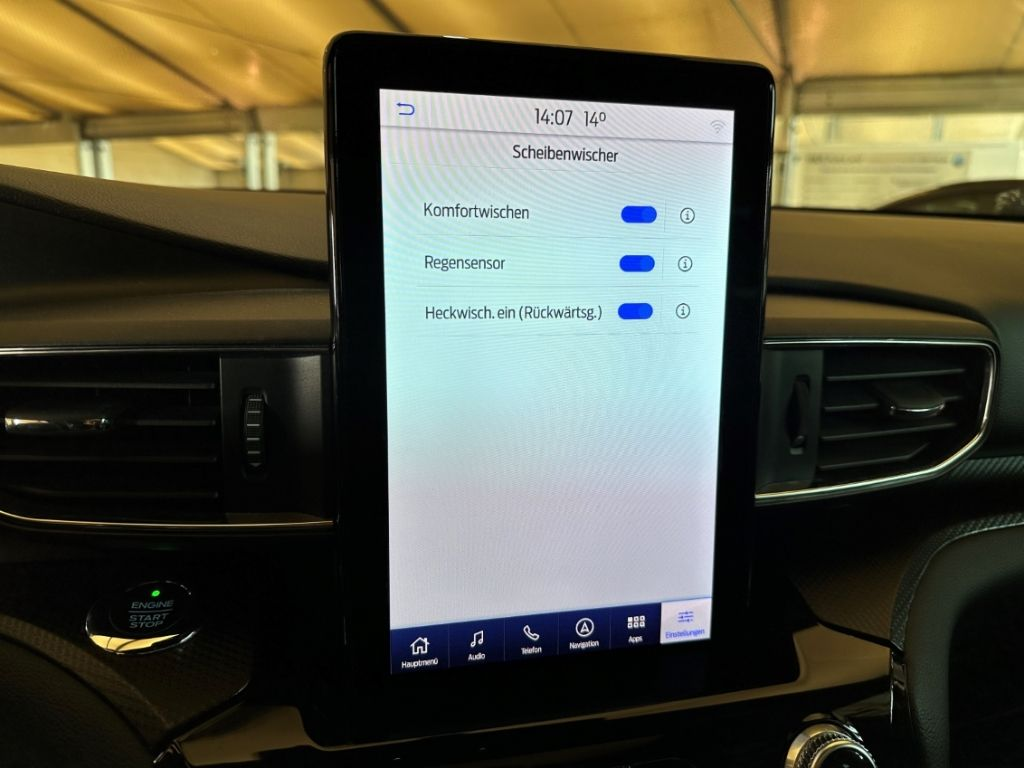 14:07 14°
Scheibenwischer
Komfortwischen
Regensensor
Heckwisch. ein (Rückwärtsg.)
ENGINE
START
STOP
Hauptmenü
Audio
Telefon
Navigation
Apps
Einstellungen